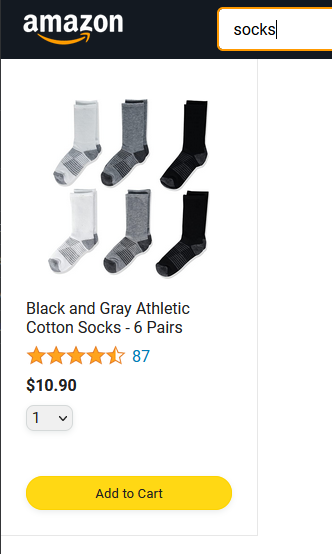 amazon
socks
Black and Gray Athletic
Cotton Socks - 6 Pairs
87
$10.90
1
Add to Cart